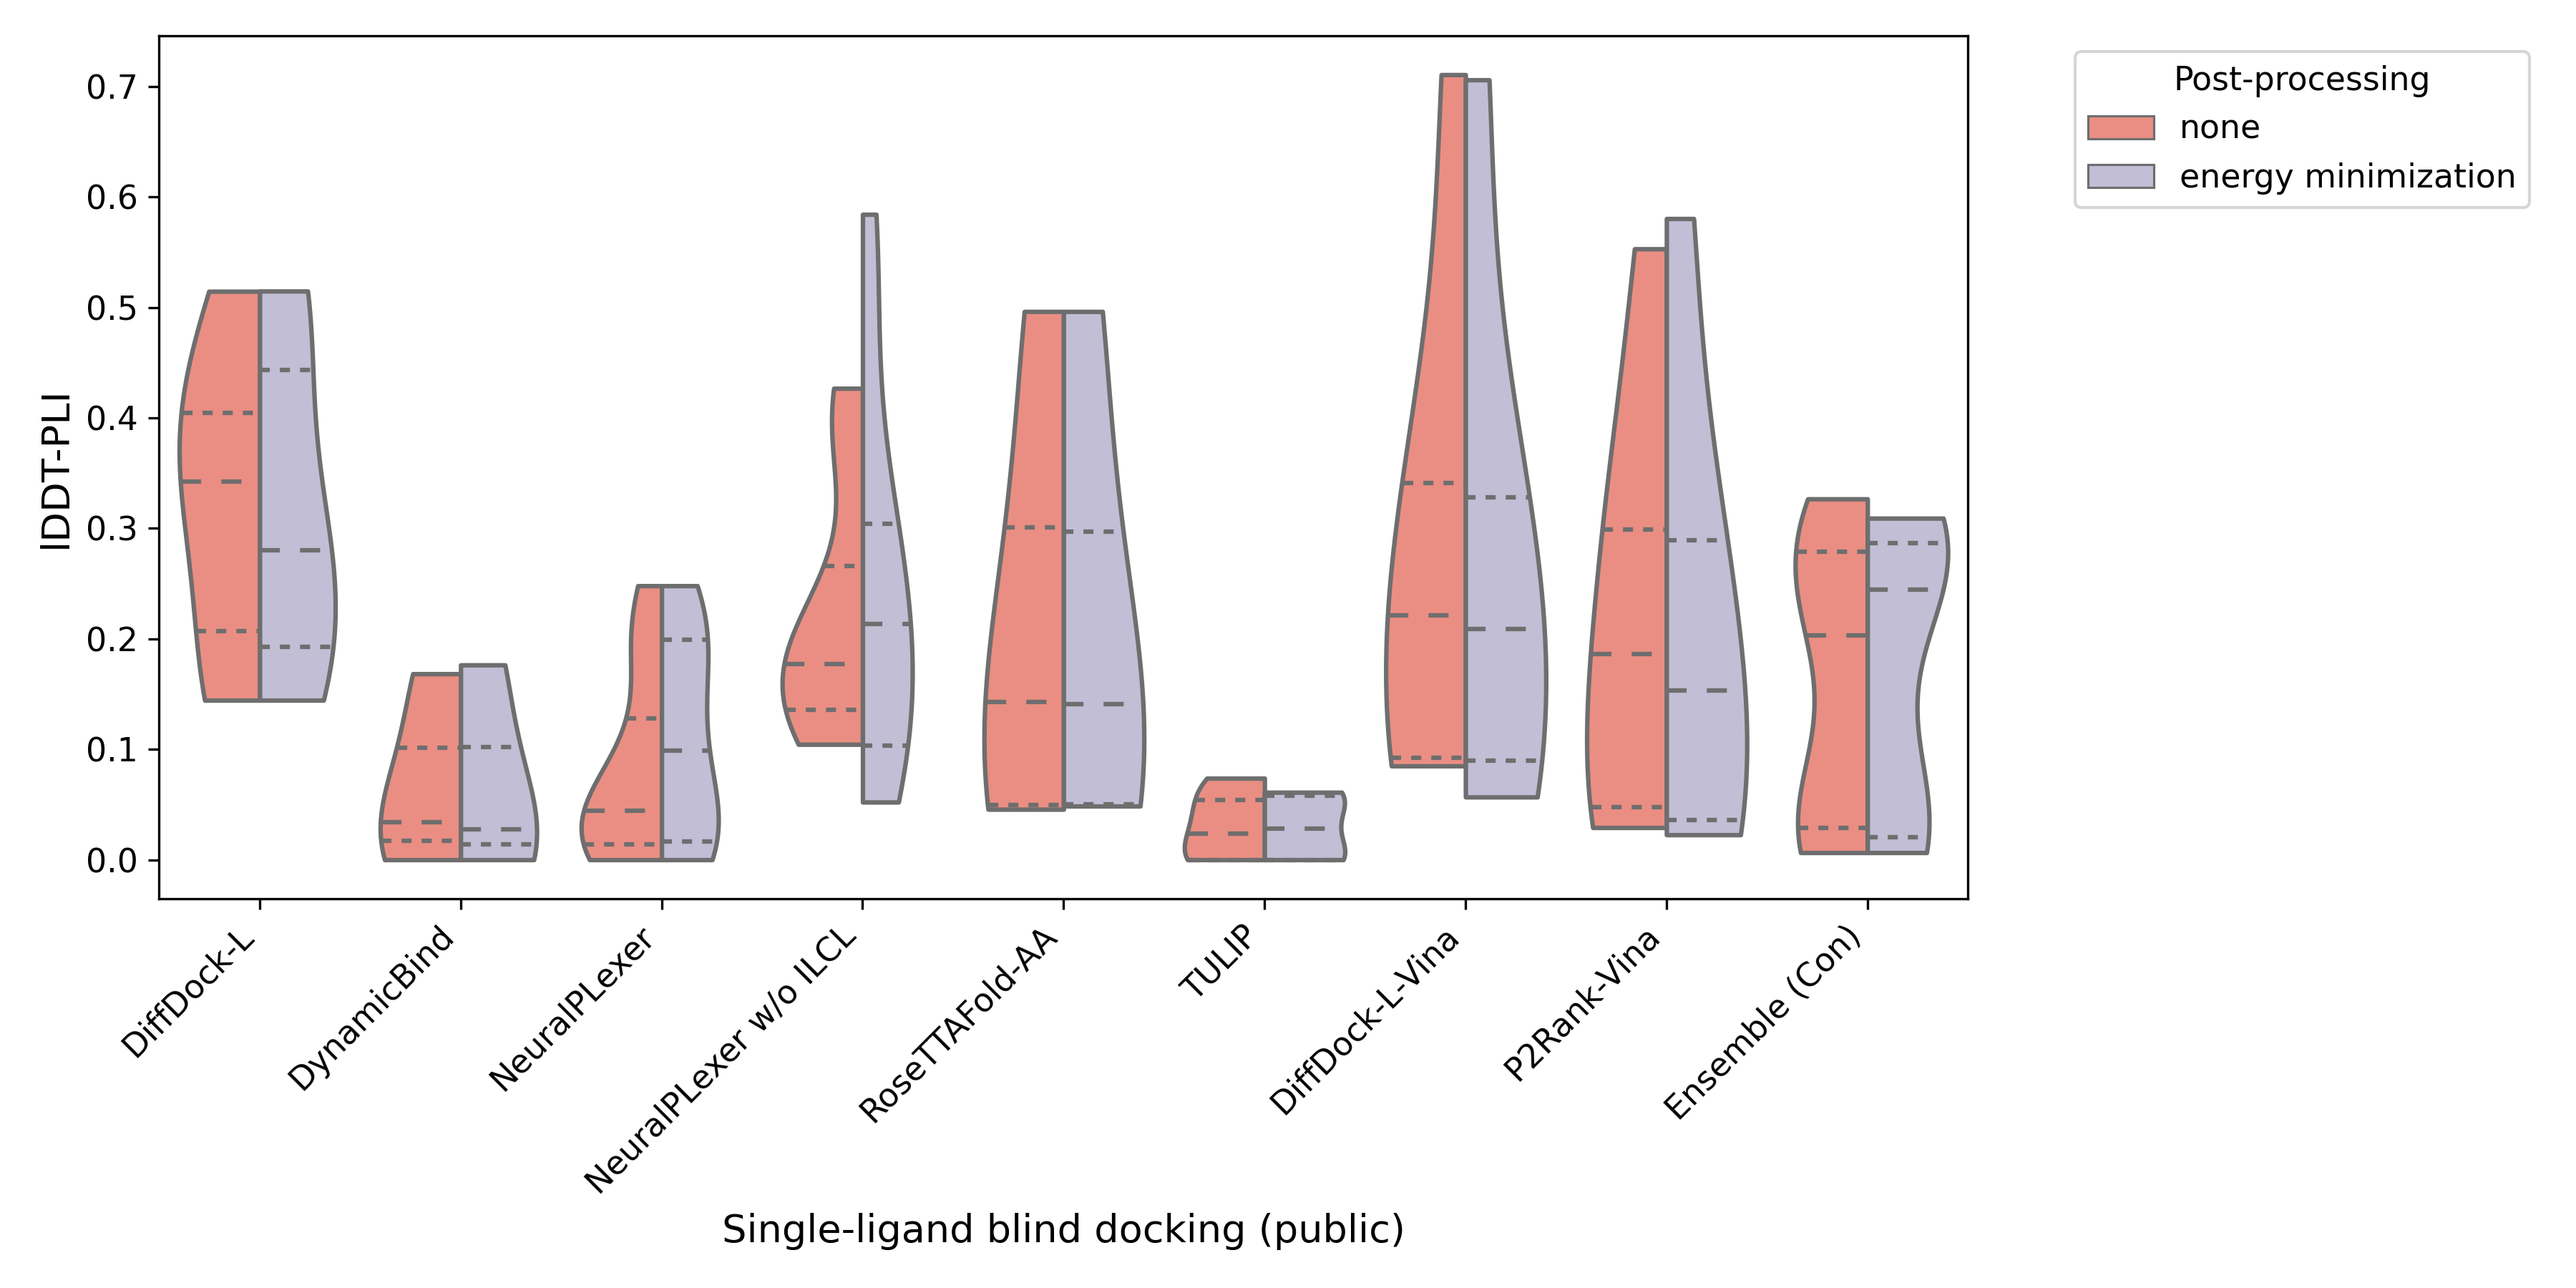 Post-processing
none
energy minimization
lDDT-PLI
0.7
0.6
0.5
0.4
0.3
0.2
0.1
0.0
DiffDock-L
DynamicBind
NeuralPLexer
NeuralPLexer w/o ILCL
RoseTTAFold-AA
TULIP
DiffDock-L-Vina
P2Rank-Vina
Ensemble (Con)
Single-ligand blind docking (public)